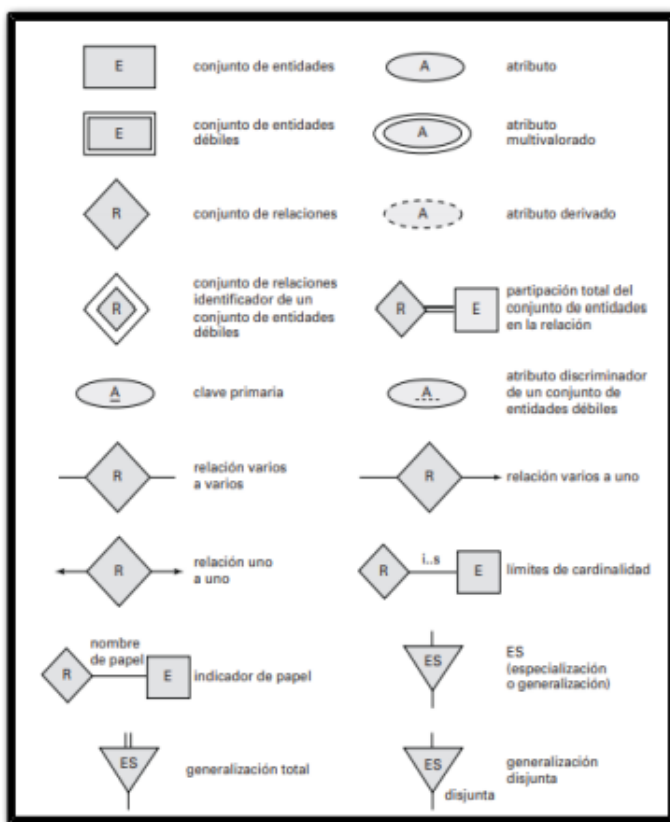 E
conjunto de entidades
A
atributo
E
conjunto de entidades
débiles
A
atributo
multivalorado
R
conjunto de relaciones
A
atributo derivado
R
conjunto de relaciones
identificador de un
conjunto de entidades
débiles
R
E
partipación total del
conjunto de entidades
en la relación
A
clave primaria
A
atributo discriminador
de un conjunto de
entidades débiles
R
relación varios
a varios
R
relación varios a uno
R
relación uno
a uno
R
i..s
E
límites de cardinalidad
R
nombre
de papel
E
indicador de papel
ES
ES
(especialización
o generalización)
ES
generalización total
ES
disjunta
generalización
disjunta